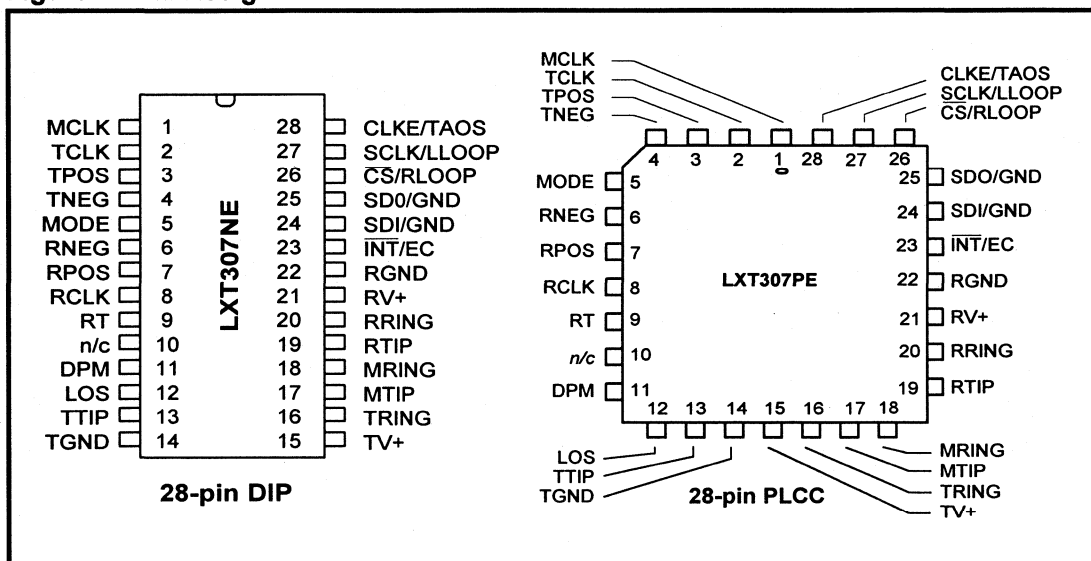 MCLK 1 28 CLKE/TAOS
TCLK 2 27 SCLK/LLOOP
TPOS 3 26 C̅S̅/RLOOP
TNEG 4 25 SD0/GND
MODE 5 24 SDI/GND
RNEG 6 23 I̅N̅T̅/EC
RPOS 7 22 RGND
RCLK 8 21 RV+
RT 9 20 RRING
n/c 10 19 RTIP
DPM 11 18 MRING
LOS 12 17 MTIP
TTIP 13 16 TRING
TGND 14 15 TV+
LXT307NE
28-pin DIP
MCLK
TCLK
TPOS
TNEG
CLKE/TAOS
SCLK/LLOOP
C̅S̅/RLOOP
4 3 2 1 28 27 26
MODE 5 25 SDO/GND
RNEG 6 24 SDI/GND
RPOS 7 23 I̅N̅T̅/EC
RCLK 8 LXT307PE 22 RGND
RT 9 21 RV+
n/c 10 20 RRING
DPM 11 19 RTIP
12 13 14 15 16 17 18
LOS
TTIP
TGND
MRING
MTIP
TRING
TV+
28-pin PLCC